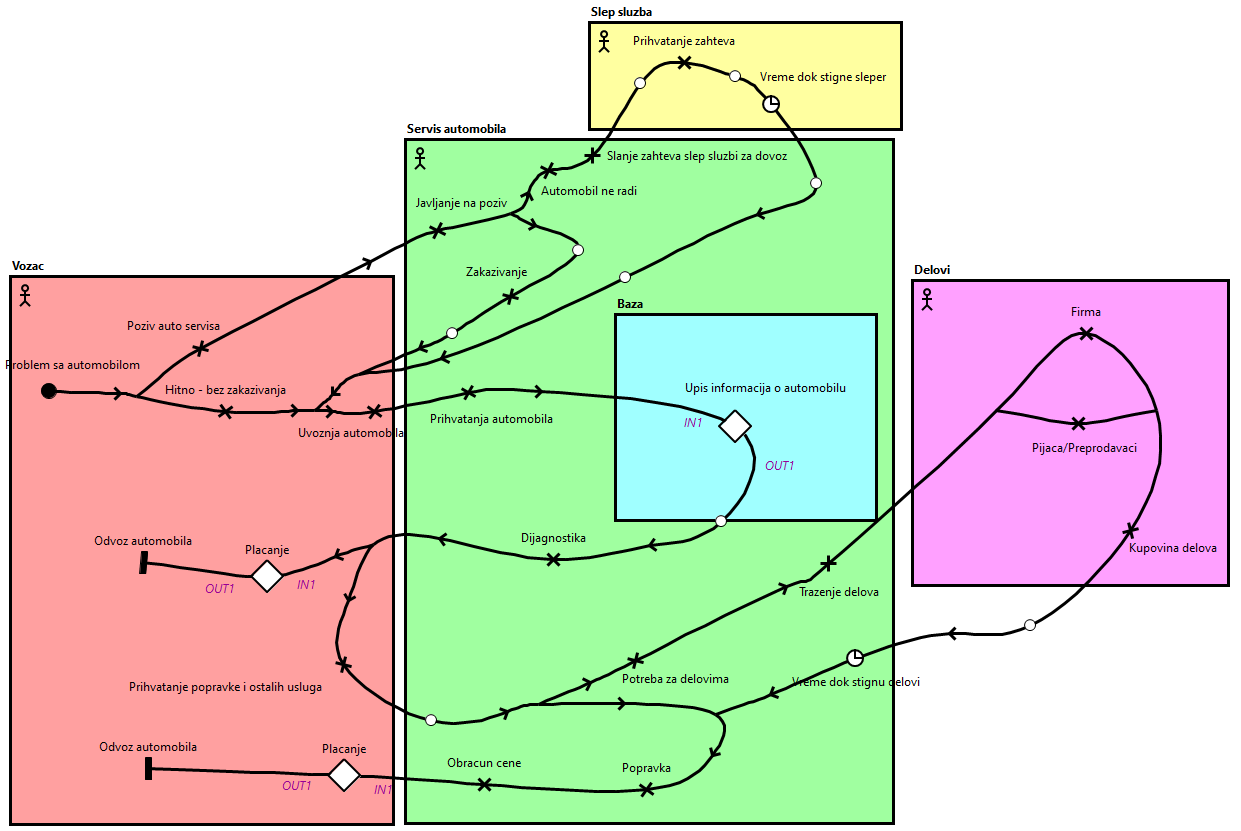 Slep sluzba
Prihvatanje zahteva
Vreme dok stigne sleper
Servis automobila
Slanje zahteva slep sluzbi za dovoz
Automobil ne radi
Javljanje na poziv
Vozac
Zakazivanje
Delovi
Baza
Firma
Poziv auto servisa
Problem sa automobilom
Hitno - bez zakazivanja
Upis informacija o automobilu
Prihvatanja automobila
IN1
Uvoznja automobila
Pijaca/Preprodavaci
OUT1
Odvoz automobila
Placanje
Dijagnostika
Kupovina delova
OUT1
IN1
Trazenje delova
Prihvatanje popravke i ostalih usluga
Potreba za delovima
Vreme dok stignu delovi
Odvoz automobila
Placanje
Obracun cene
Popravka
OUT1
IN1